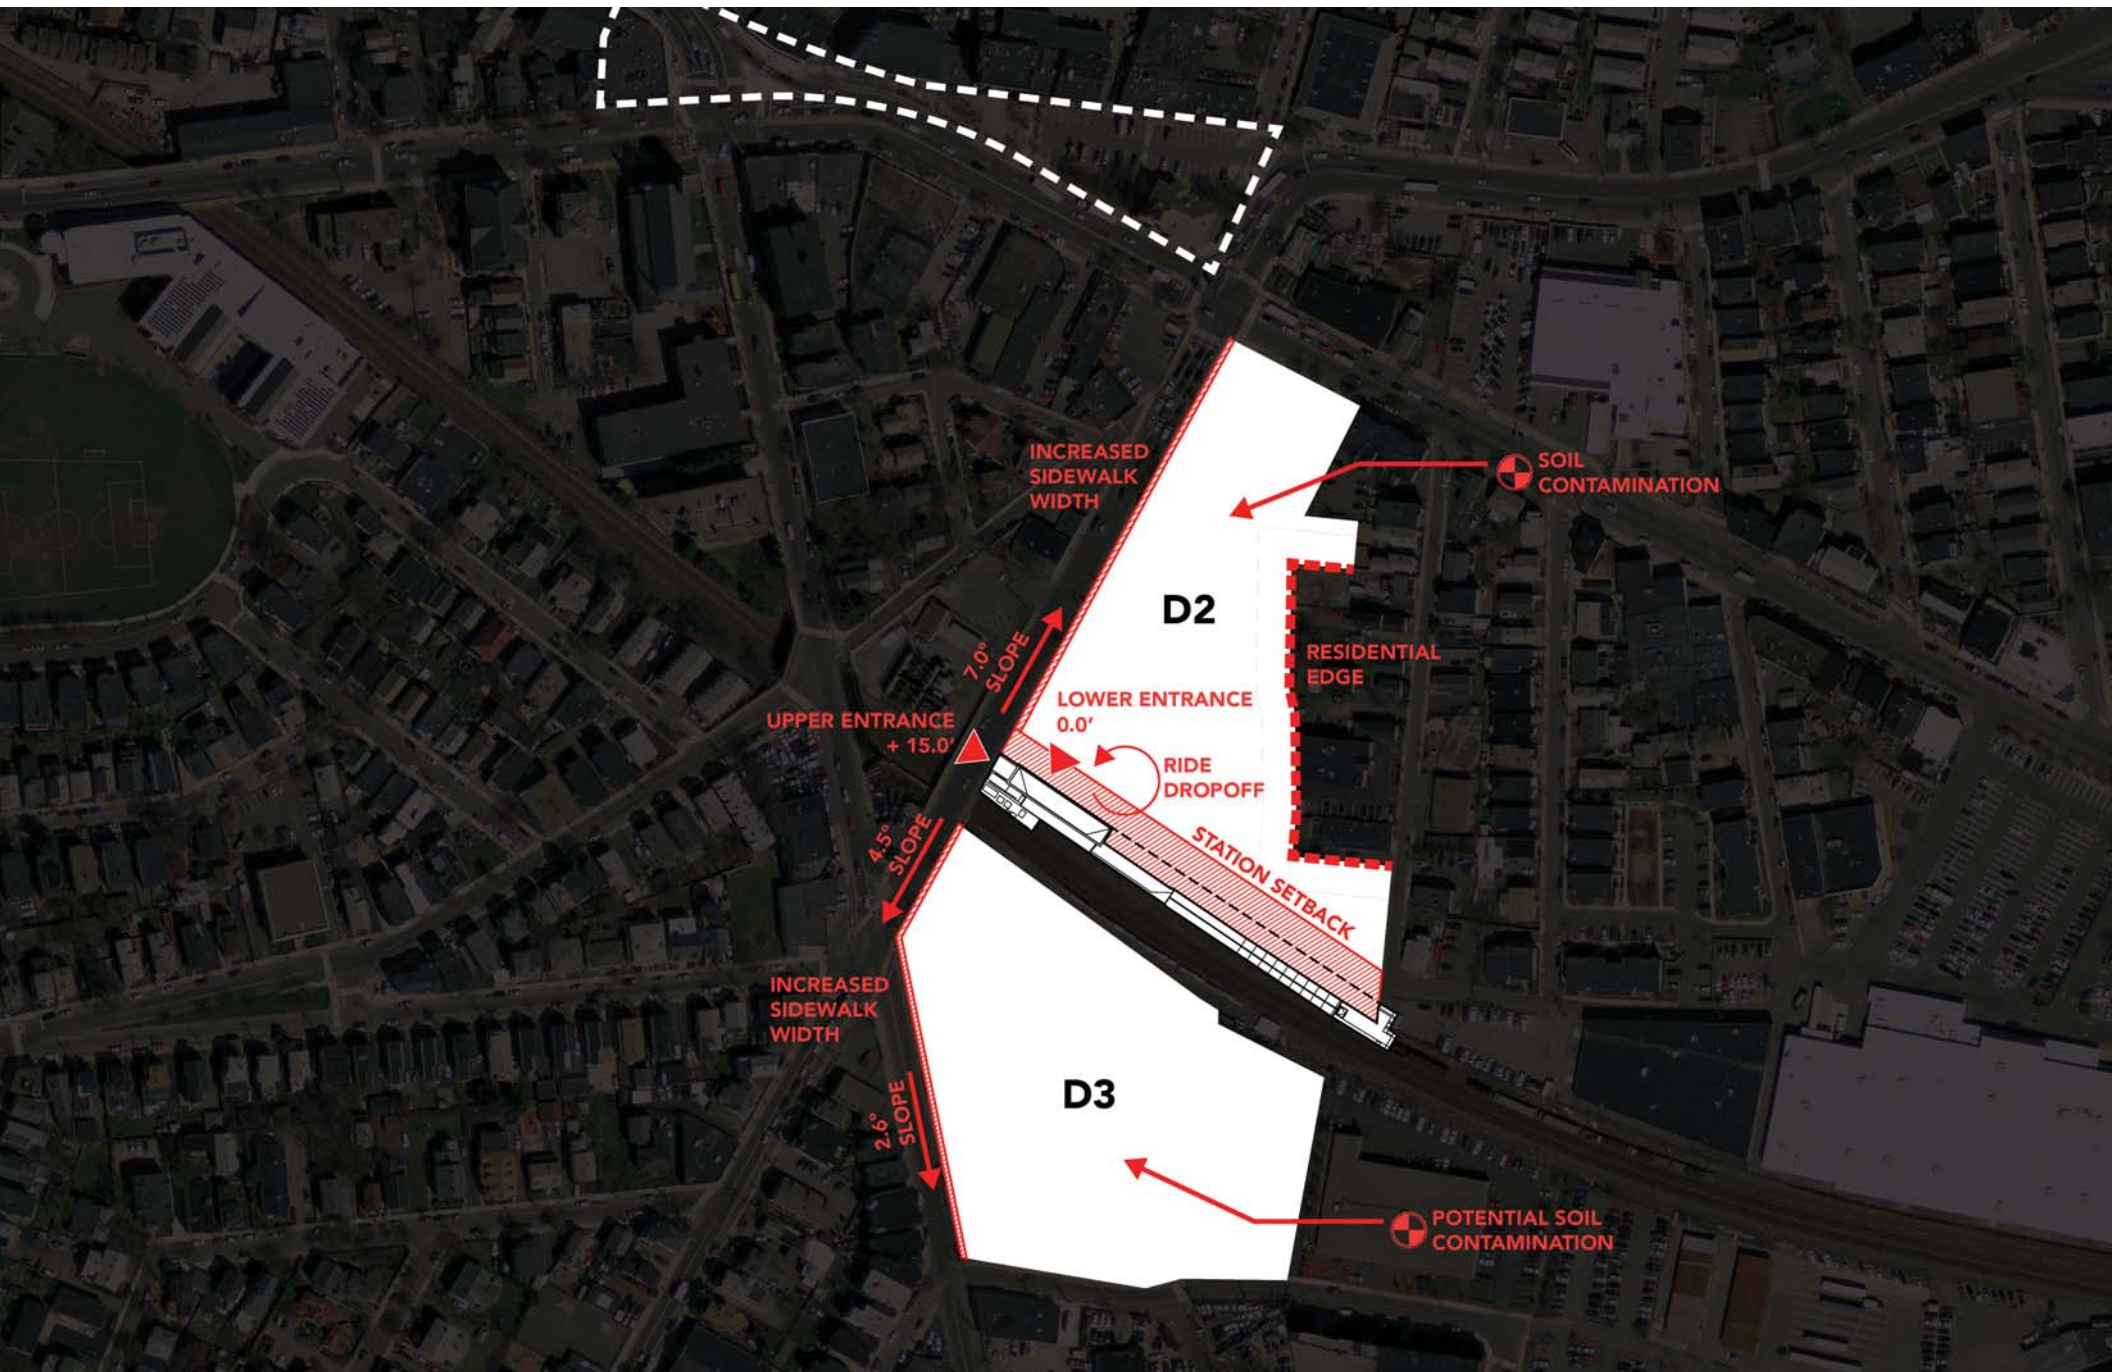 INCREASED
SIDEWALK
WIDTH
SOIL
CONTAMINATION
D2
7.0°
SLOPE
RESIDENTIAL
EDGE
LOWER ENTRANCE
0.0'
UPPER ENTRANCE
+ 15.0'
RIDE
DROPOFF
4.5°
SLOPE
STATION SETBACK
INCREASED
SIDEWALK
WIDTH
D3
2.6°
SLOPE
POTENTIAL SOIL
CONTAMINATION